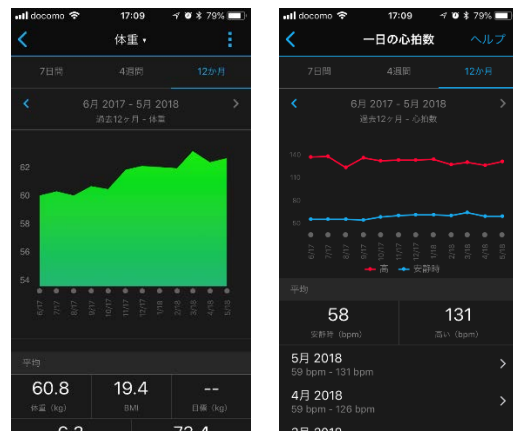 docomo 17:09 79%
体重
7日間 4週間 12か月
6月 2017 - 5月 2018
過去12ヶ月 - 体重
62
60
58
56
54
6/17 7/17 8/17 9/17 10/17 11/17 12/17 1/18 2/18 3/18 4/18 5/18
平均
60.8 19.4 --
体重 (kg) BMI 目標 (kg)
docomo 17:09 79%
一日の心拍数 ヘルプ
7日間 4週間 12か月
6月 2017 - 5月 2018
過去12ヶ月 - 心拍数
140
110
80
50
6/17 7/17 8/17 9/17 10/17 11/17 12/17 1/18 2/18 3/18 4/18 5/18
高 安静時
平均
58 131
安静時 (bpm) 高い (bpm)
5月 2018
59 bpm - 131 bpm
4月 2018
59 bpm - 126 bpm